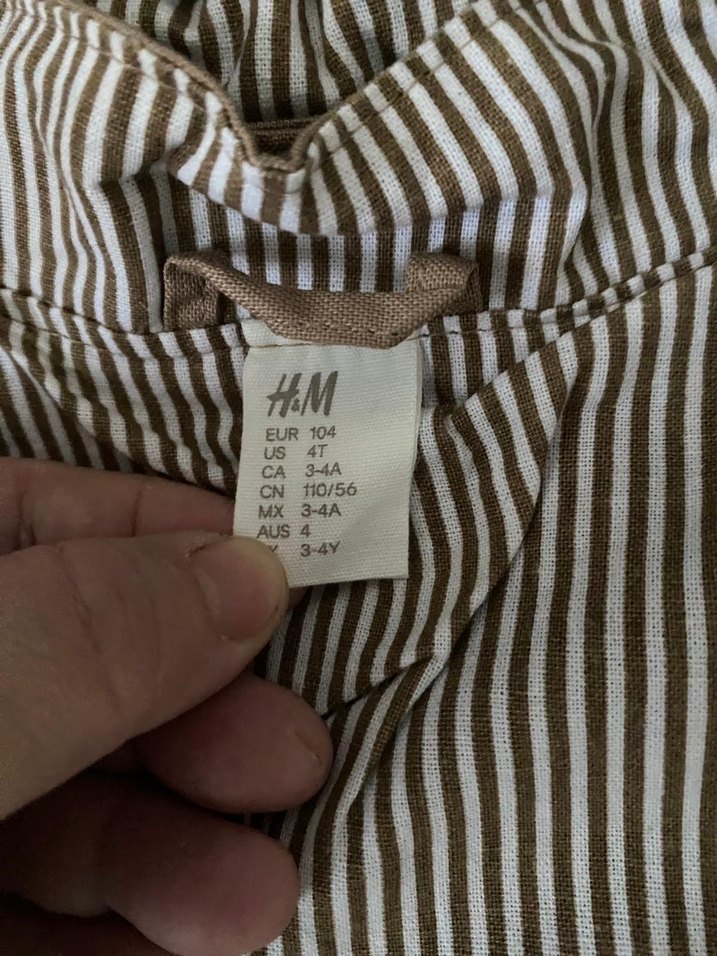 H&M
EUR 104
US 4T
CA 3-4A
CN 110/56
MX 3-4A
AUS 4
3-4Y